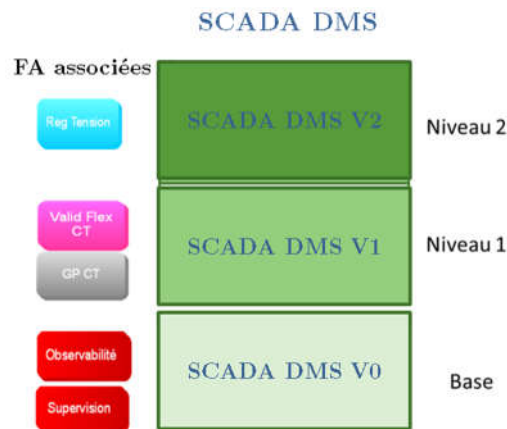 SCADA DMS
FA associées
Reg Tension
SCADA DMS V2
Niveau 2
Valid Flex
CT
GP CT
SCADA DMS V1
Niveau 1
Observabilité
Supervision
SCADA DMS V0
Base